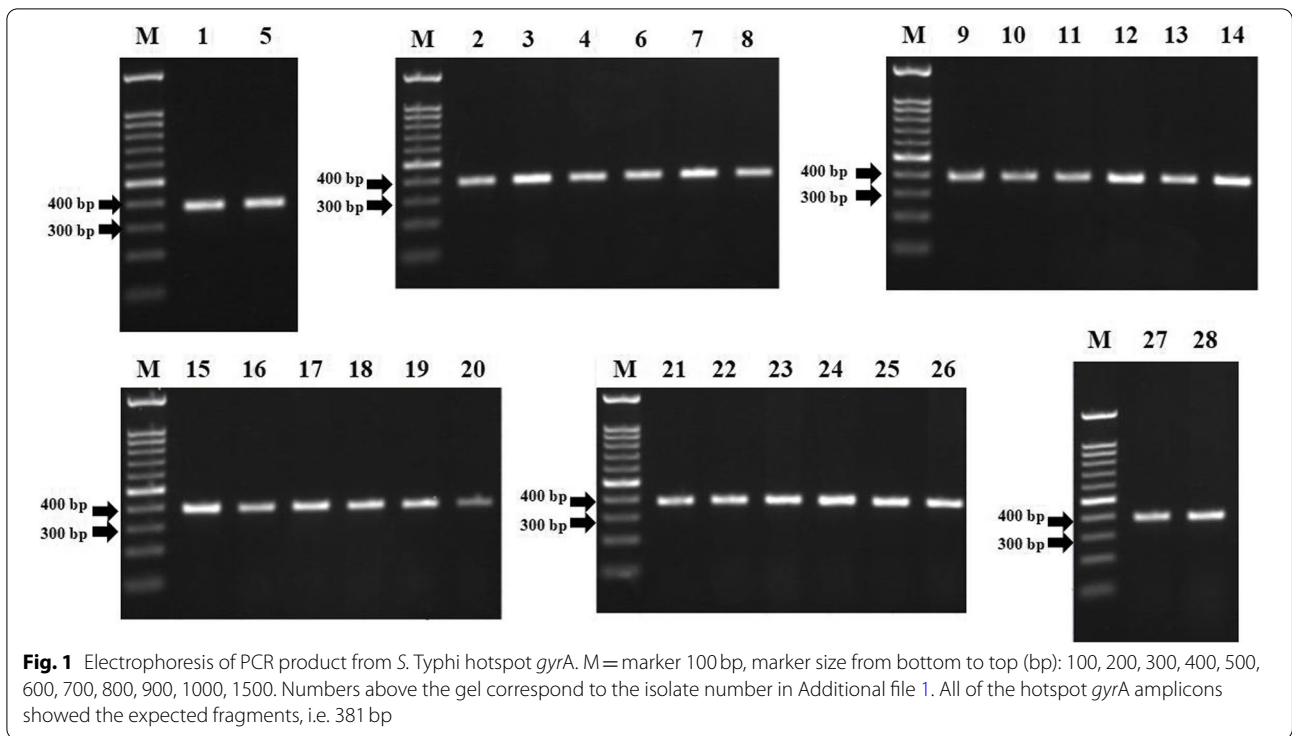 M 1 5
400 bp
300 bp
M 2 3 4 6 7 8
400 bp
300 bp
M 9 10 11 12 13 14
400 bp
300 bp
M 15 16 17 18 19 20
400 bp
300 bp
M 21 22 23 24 25 26
400 bp
300 bp
M 27 28
400 bp
300 bp
Fig. 1 Electrophoresis of PCR product from S. Typhi hotspot gyrA. M = marker 100 bp, marker size from bottom to top (bp): 100, 200, 300, 400, 500,
600, 700, 800, 900, 1000, 1500. Numbers above the gel correspond to the isolate number in Additional file 1. All of the hotspot gyrA amplicons
showed the expected fragments, i.e. 381 bp